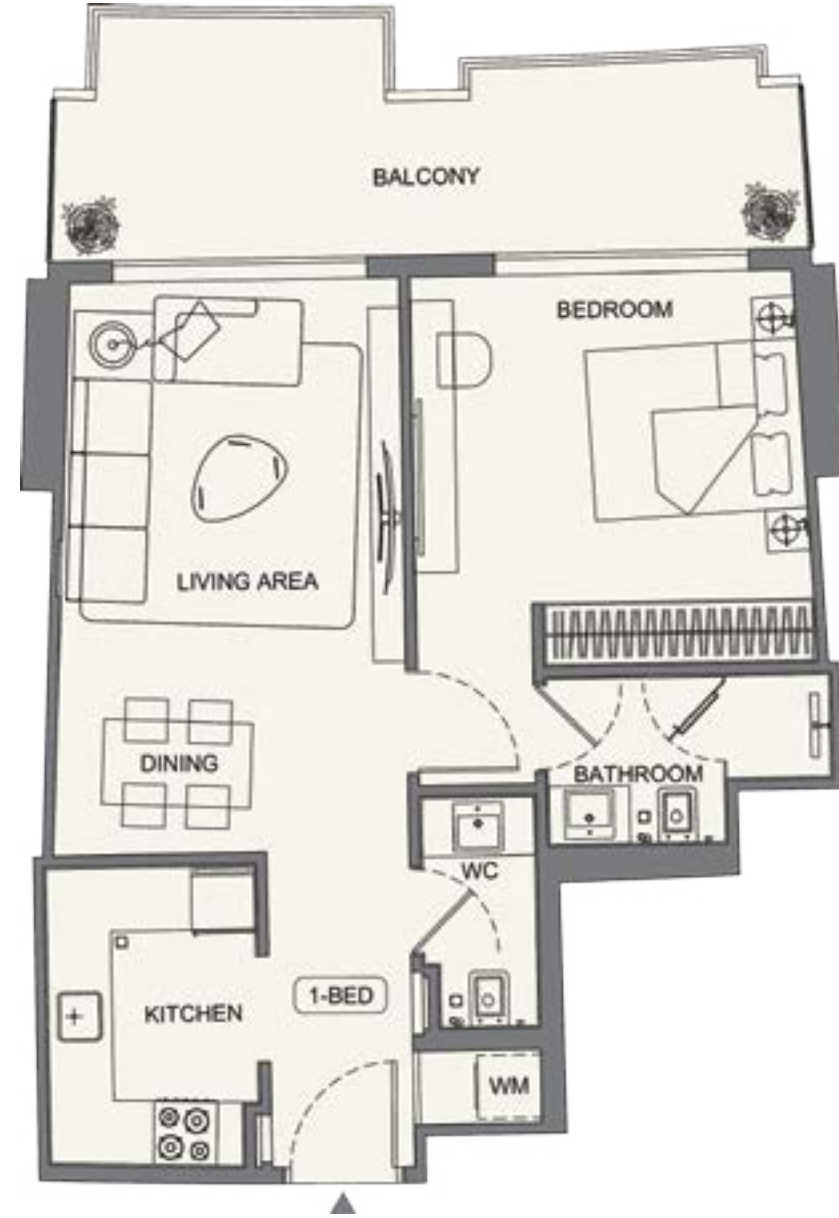 BALCONY
BEDROOM
LIVING AREA
DINING
BATHROOM
WC
1-BED
KITCHEN
WM